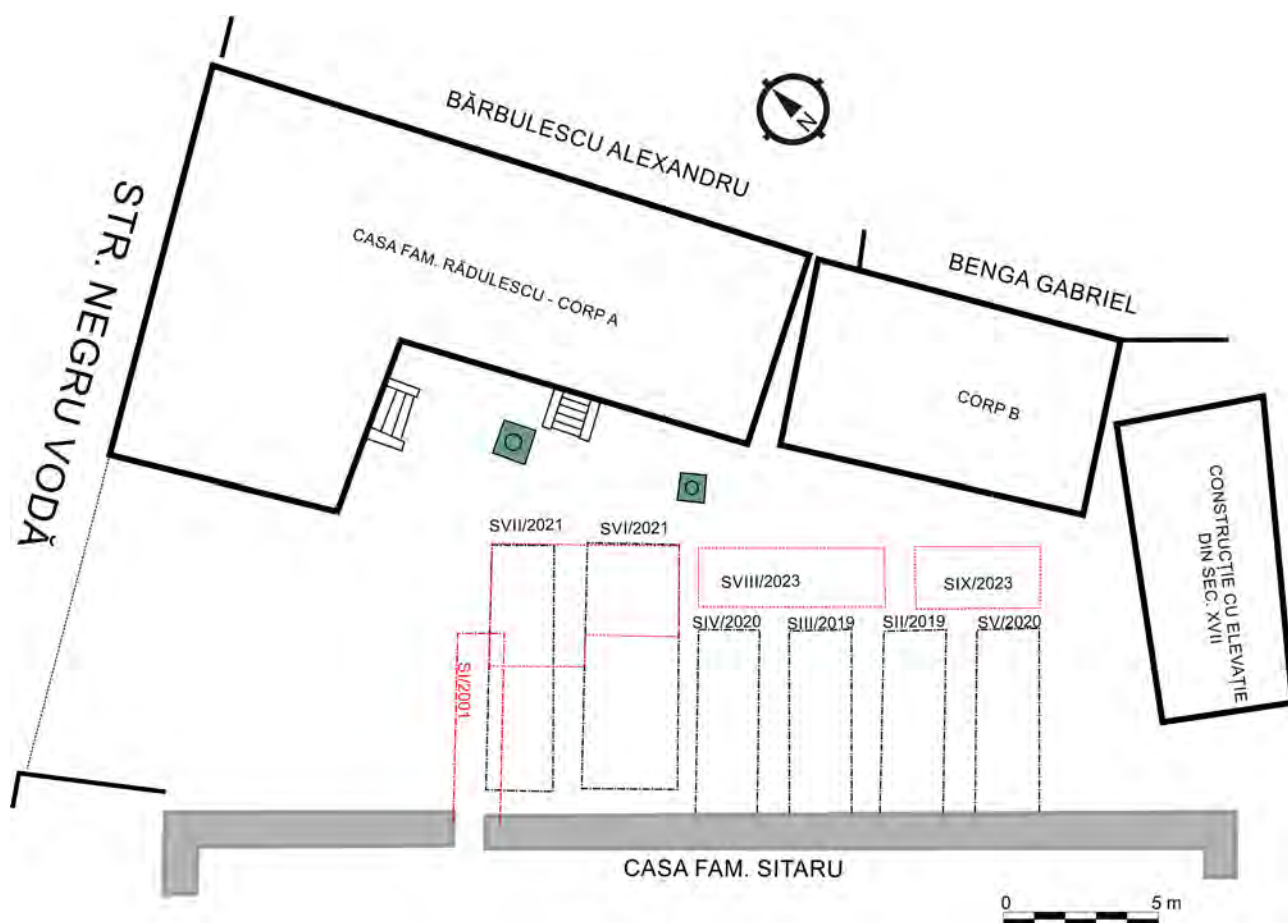 BĂRBULESCU ALEXANDRU
N
STR. NEGRU VODĂ
CASA FAM. RĂDULESCU - CORP A
BENGA GABRIEL
CORP B
CONSTRUCȚIE CU ELEVAȚIE
DIN SEC. XVII
SVII/2021
SVI/2021
SVIII/2023
SIX/2023
SIV/2020
SIII/2019
SII/2019
SV/2020
SI/2001
CASA FAM. SITARU
0 5 m